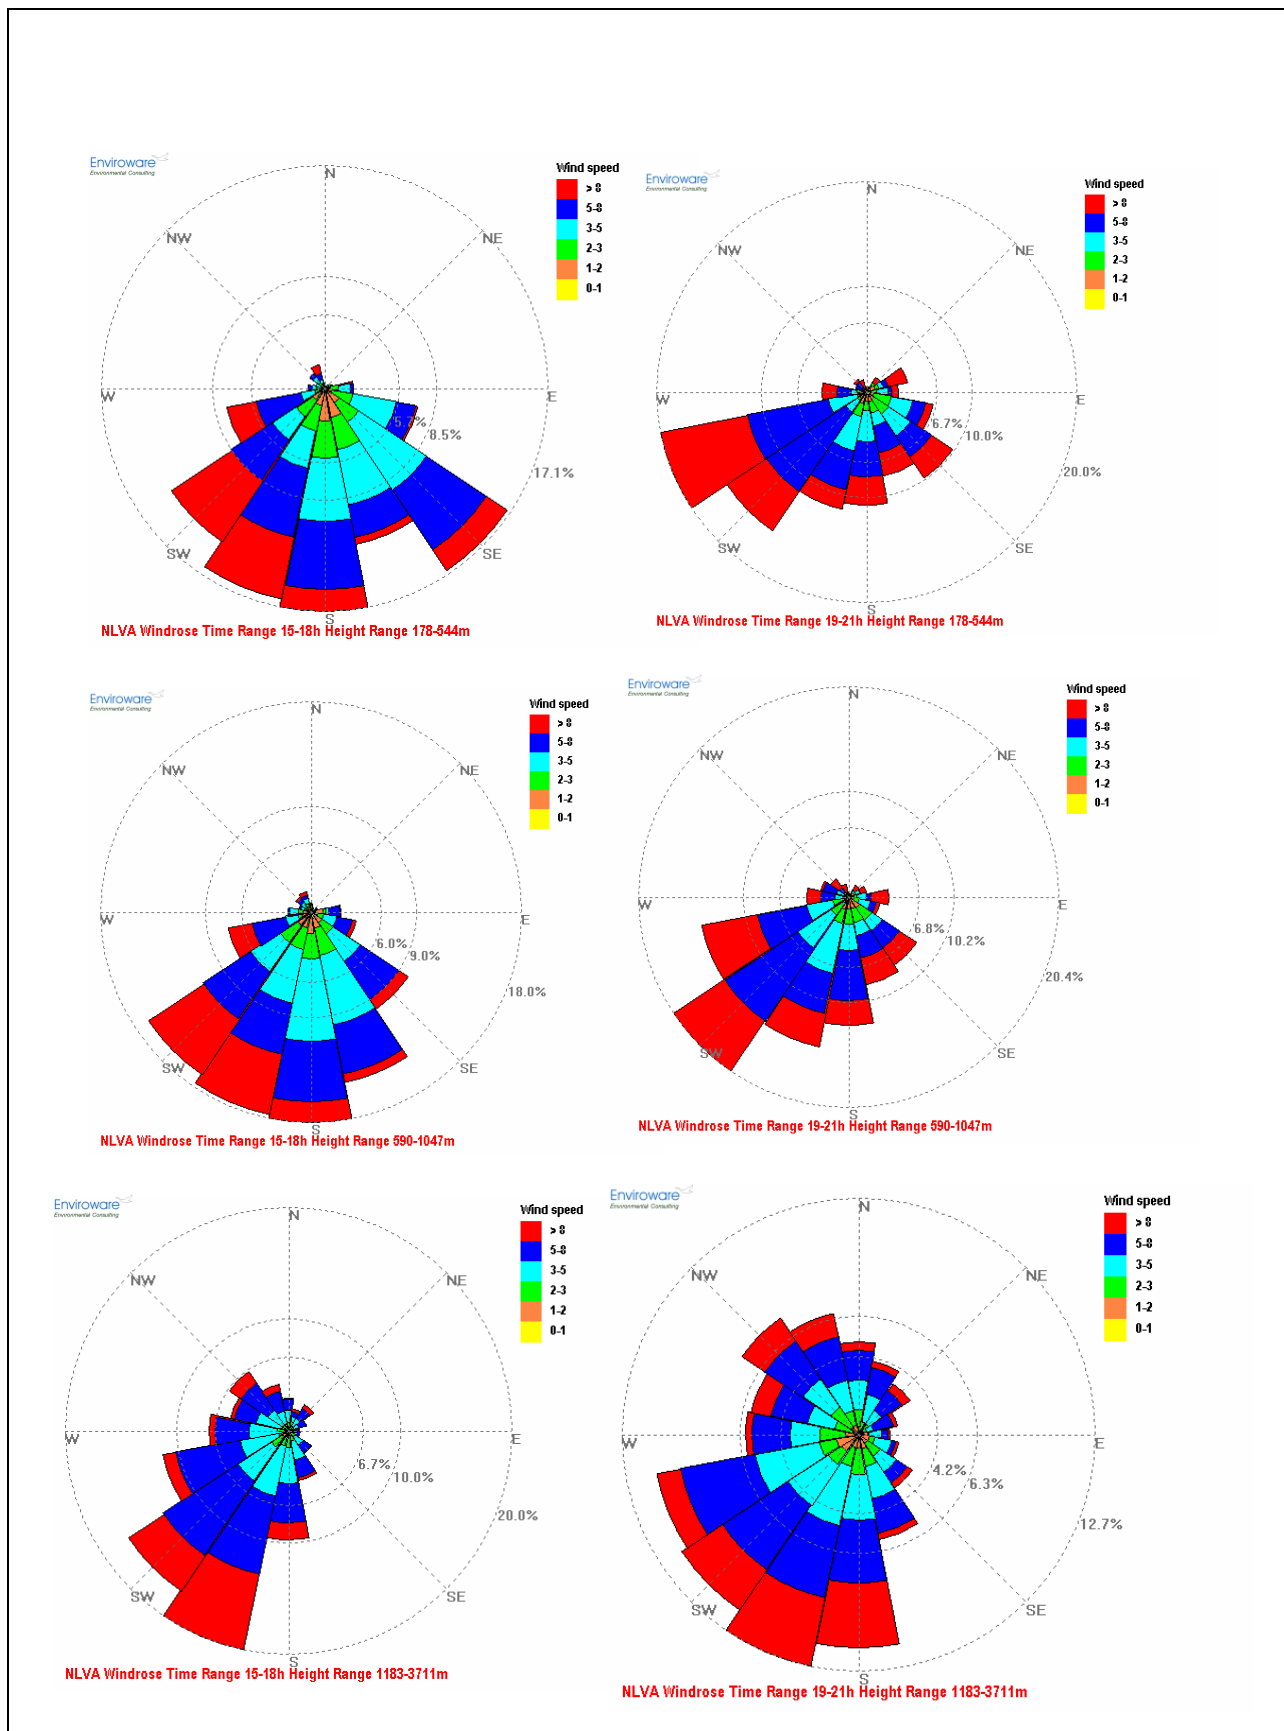 Enviroware
Environmental Consulting
Wind speed
> 8
5-8
3-5
2-3
1-2
0-1
N
NW
NE
W
E
5.7%
8.5%
17.1%
SW
SE
S
NLVA Windrose Time Range 15-18h Height Range 178-544m
Enviroware
Environmental Consulting
Wind speed
> 8
5-8
3-5
2-3
1-2
0-1
N
NW
NE
W
E
6.7%
10.0%
20.0%
SW
SE
S
NLVA Windrose Time Range 19-21h Height Range 178-544m
Enviroware
Environmental Consulting
Wind speed
> 8
5-8
3-5
2-3
1-2
0-1
N
NW
NE
W
E
6.0%
9.0%
18.0%
SW
SE
S
NLVA Windrose Time Range 15-18h Height Range 590-1047m
Enviroware
Environmental Consulting
Wind speed
> 8
5-8
3-5
2-3
1-2
0-1
N
NW
NE
W
E
6.8%
10.2%
20.4%
SW
SE
S
NLVA Windrose Time Range 19-21h Height Range 590-1047m
Enviroware
Environmental Consulting
Wind speed
> 8
5-8
3-5
2-3
1-2
0-1
N
NW
NE
W
E
6.7%
10.0%
20.0%
SW
SE
S
NLVA Windrose Time Range 15-18h Height Range 1183-3711m
Enviroware
Environmental Consulting
Wind speed
> 8
5-8
3-5
2-3
1-2
0-1
N
NW
NE
W
E
4.2%
6.3%
12.7%
SW
SE
S
NLVA Windrose Time Range 19-21h Height Range 1183-3711m